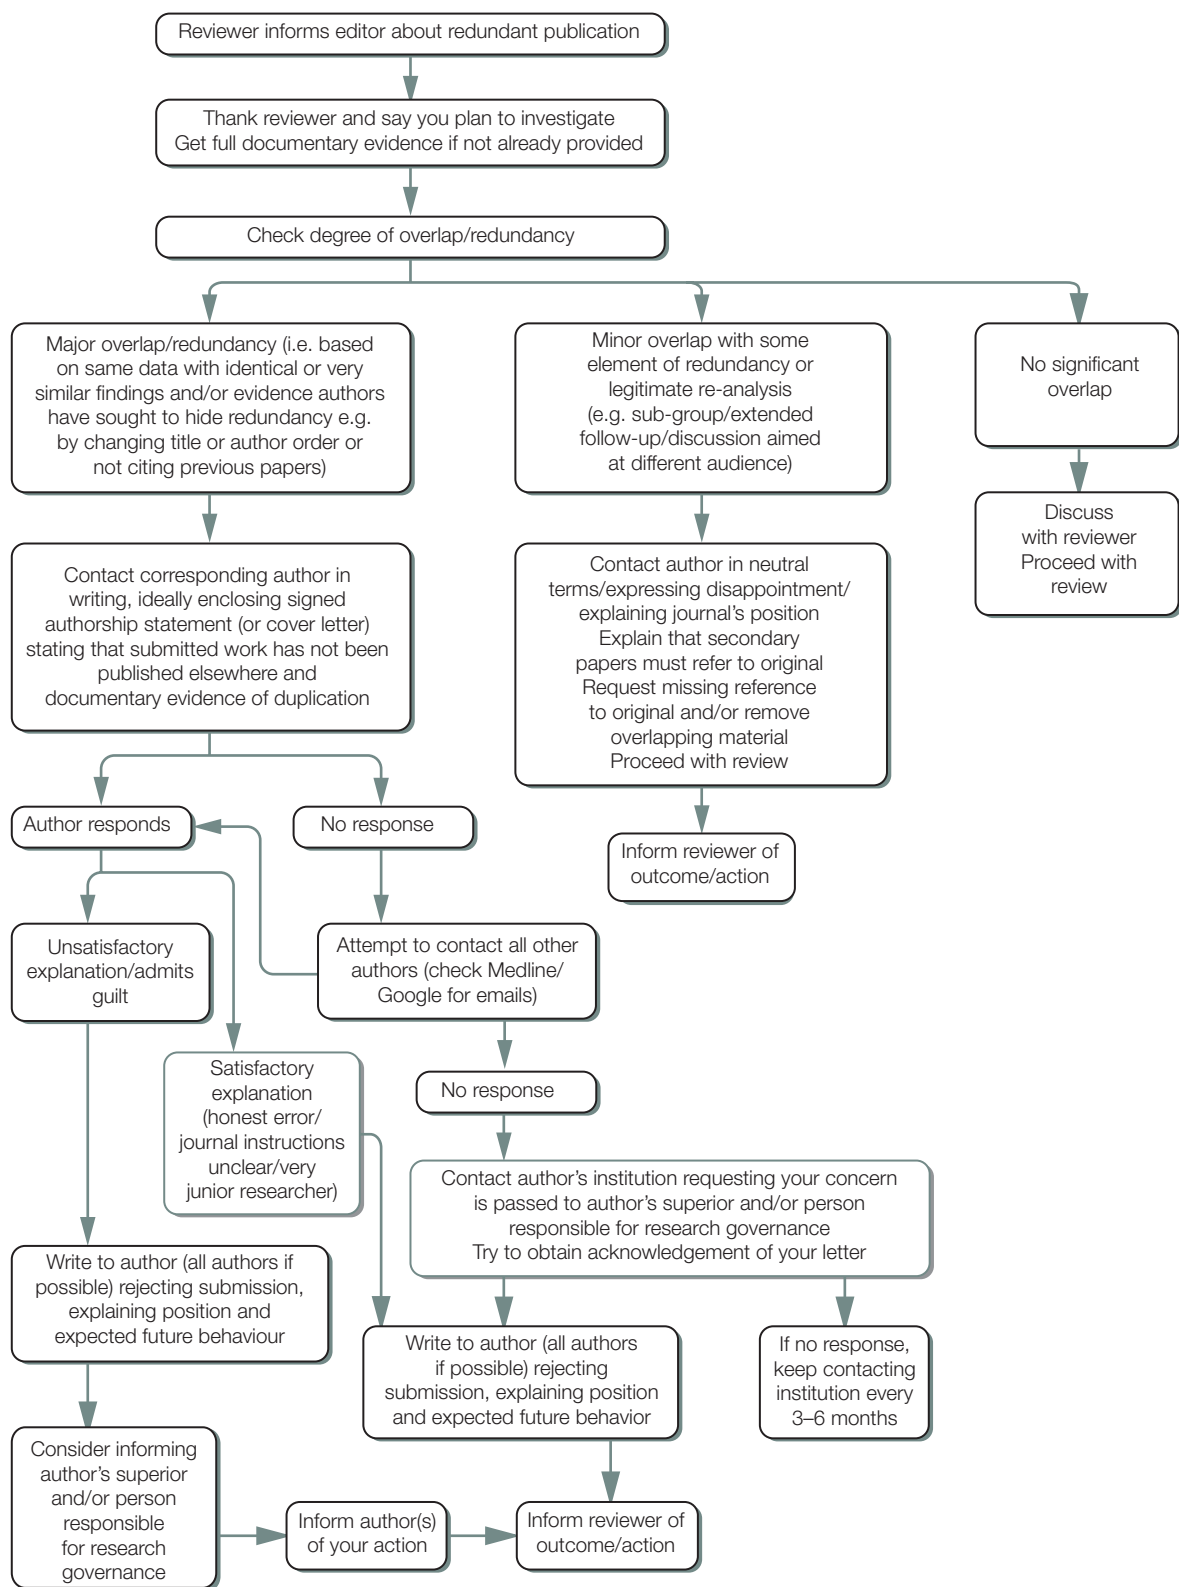 Reviewer informs editor about redundant publication
Thank reviewer and say you plan to investigate
Get full documentary evidence if not already provided
Check degree of overlap/redundancy
Major overlap/redundancy (i.e. based
on same data with identical or very
similar findings and/or evidence authors
have sought to hide redundancy e.g.
by changing title or author order or
not citing previous papers)
Minor overlap with some
element of redundancy or
legitimate re-analysis
(e.g. sub-group/extended
follow-up/discussion aimed
at different audience)
No significant
overlap
Discuss
with reviewer
Proceed with
review
Contact corresponding author in
writing, ideally enclosing signed
authorship statement (or cover letter)
stating that submitted work has not been
published elsewhere and
documentary evidence of duplication
Contact author in neutral
terms/expressing disappointment/
explaining journal’s position
Explain that secondary
papers must refer to original
Request missing reference
to original and/or remove
overlapping material
Proceed with review
Author responds
No response
Inform reviewer of
outcome/action
Unsatisfactory
explanation/admits
guilt
Attempt to contact all other
authors (check Medline/
Google for emails)
Satisfactory
explanation
(honest error/
journal instructions
unclear/very
junior researcher)
No response
Contact author’s institution requesting your concern
is passed to author’s superior and/or person
responsible for research governance
Try to obtain acknowledgement of your letter
Write to author (all authors if
possible) rejecting submission,
explaining position and
expected future behaviour
Write to author (all authors
if possible) rejecting
submission, explaining position
and expected future behavior
If no response,
keep contacting
institution every
3–6 months
Consider informing
author’s superior
and/or person
responsible
for research
governance
Inform author(s)
of your action
Inform reviewer of
outcome/action